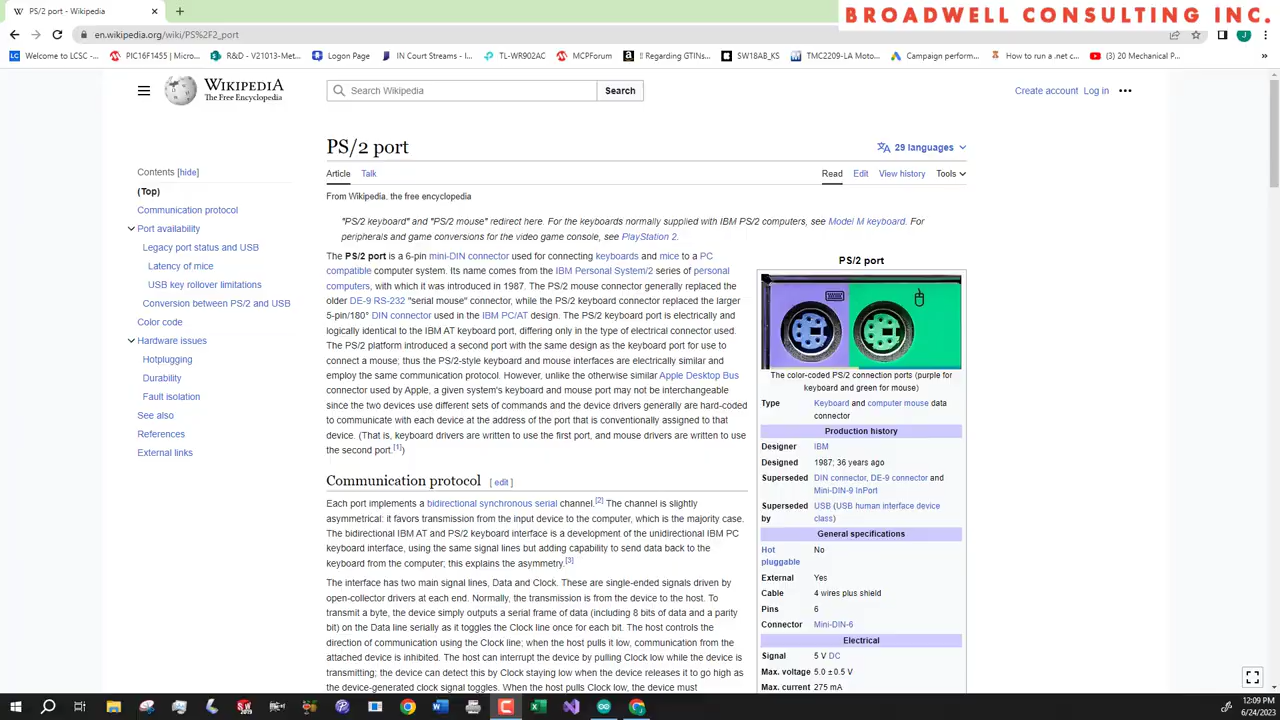 PS/2 port - Wikipedia
BROADWELL CONSULTING INC.
en.wikipedia.org/wiki/PS%2F2_port
Welcome to LCSC -...
PIC16F1455 | Micro...
R&D - V21013-Met...
Logon Page
IN Court Streams - I...
TL-WR902AC
MCPForum
Regarding GTINs...
SW18AB_KS
TMC2209-LA Moto...
Campaign perform...
How to run a .net c...
(3) 20 Mechanical P...
WIKIPEDIA
The Free Encyclopedia
Search Wikipedia
Search
Create account Log in
PS/2 port
29 languages
Article Talk
Read Edit View history Tools
From Wikipedia, the free encyclopedia
Contents [hide]
(Top)
Communication protocol
Port availability
Legacy port status and USB
Latency of mice
USB key rollover limitations
Conversion between PS/2 and USB
Color code
Hardware issues
Hotplugging
Durability
Fault isolation
See also
References
External links
"PS/2 keyboard" and "PS/2 mouse" redirect here. For the keyboards normally supplied with IBM PS/2 computers, see Model M keyboard. For
peripherals and game conversions for the video game console, see PlayStation 2.
The PS/2 port is a 6-pin mini-DIN connector used for connecting keyboards and mice to a PC
compatible computer system. Its name comes from the IBM Personal System/2 series of personal
computers, with which it was introduced in 1987. The PS/2 mouse connector generally replaced the
older DE-9 RS-232 "serial mouse" connector, while the PS/2 keyboard connector replaced the larger
5-pin/180° DIN connector used in the IBM PC/AT design. The PS/2 keyboard port is electrically and
logically identical to the IBM AT keyboard port, differing only in the type of electrical connector used.
The PS/2 platform introduced a second port with the same design as the keyboard port for use to
connect a mouse; thus the PS/2-style keyboard and mouse interfaces are electrically similar and
employ the same communication protocol. However, unlike the otherwise similar Apple Desktop Bus
connector used by Apple, a given system's keyboard and mouse port may not be interchangeable
since the two devices use different sets of commands and the device drivers generally are hard-coded
to communicate with each device at the address of the port that is conventionally assigned to that
device. (That is, keyboard drivers are written to use the first port, and mouse drivers are written to use
the second port.[1])
Communication protocol [ edit ]
Each port implements a bidirectional synchronous serial channel.[2] The channel is slightly
asymmetrical: it favors transmission from the input device to the computer, which is the majority case.
The bidirectional IBM AT and PS/2 keyboard interface is a development of the unidirectional IBM PC
keyboard interface, using the same signal lines but adding capability to send data back to the
keyboard from the computer; this explains the asymmetry.[3]
The interface has two main signal lines, Data and Clock. These are single-ended signals driven by
open-collector drivers at each end. Normally, the transmission is from the device to the host. To
transmit a byte, the device simply outputs a serial frame of data (including 8 bits of data and a parity
bit) on the Data line serially as it toggles the Clock line once for each bit. The host controls the
direction of communication using the Clock line; when the host pulls it low, communication from the
attached device is inhibited. The host can interrupt the device by pulling Clock low while the device is
transmitting; the device can detect this by Clock staying low when the device releases it to go high as
the device-generated clock signal toggles. When the host pulls Clock low, the device must
PS/2 port
The color-coded PS/2 connection ports (purple for
keyboard and green for mouse)
Type Keyboard and computer mouse data
connector
Production history
Designer IBM
Designed 1987; 36 years ago
Superseded DIN connector, DE-9 connector and
Mini-DIN-9 InPort
Superseded by USB (USB human interface device
class)
General specifications
Hot pluggable No
External Yes
Cable 4 wires plus shield
Pins 6
Connector Mini-DIN-6
Electrical
Signal 5 V DC
Max. voltage 5.0 ± 0.5 V
Max. current 275 mA
12:09 PM
6/24/2023